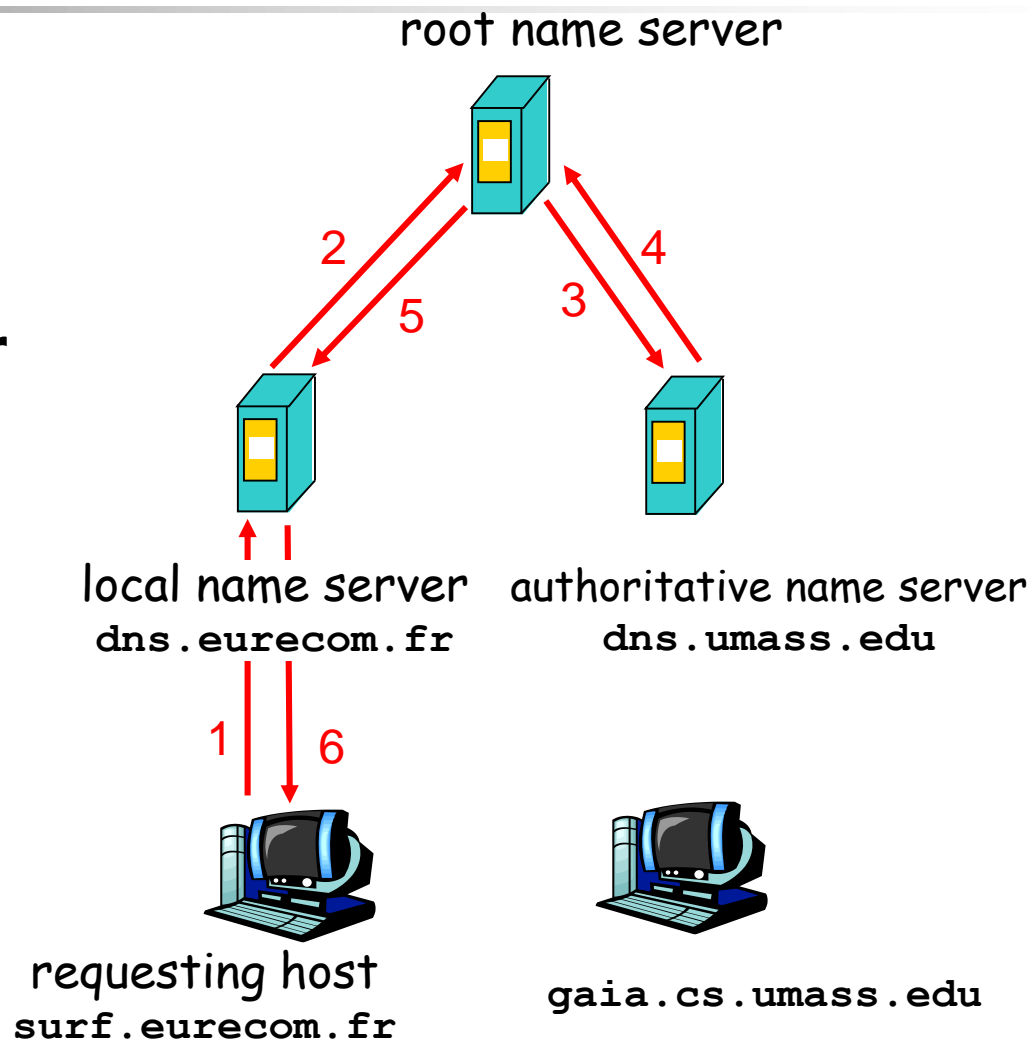 root name server
2
4
3
5
r
local name server
dns.eurecom.fr
authoritative name server
dns.umass.edu
1
6
requesting host
surf.eurecom.fr
gaia.cs.umass.edu